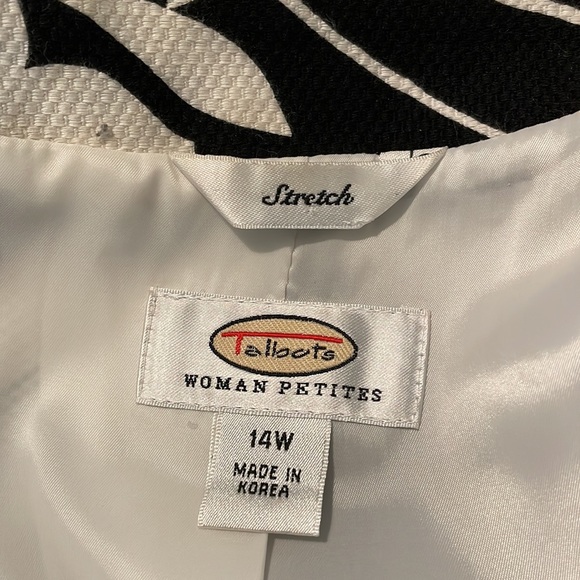 Stretch
Talbots
WOMAN PETITES
14W
MADE IN
KOREA